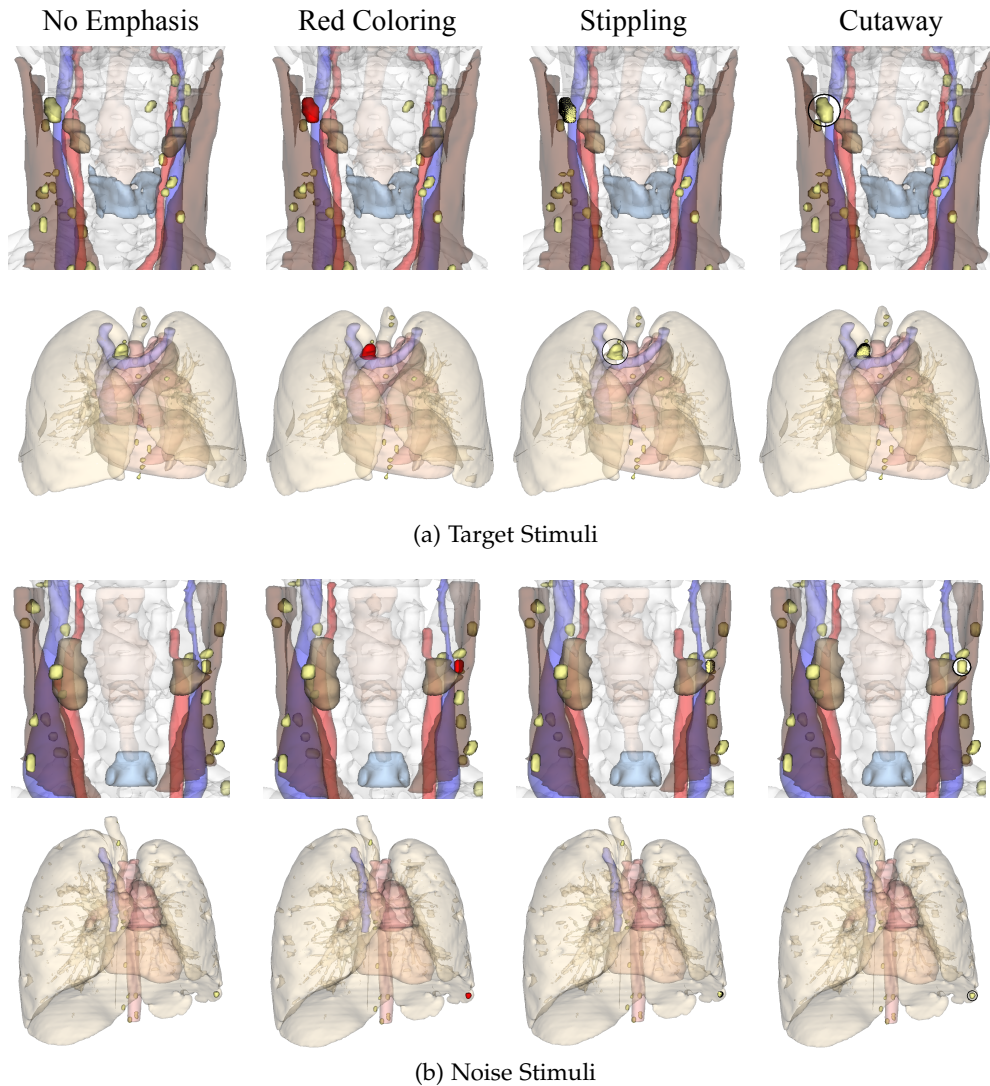 No Emphasis Red Coloring Stippling Cutaway
(a) Target Stimuli
(b) Noise Stimuli